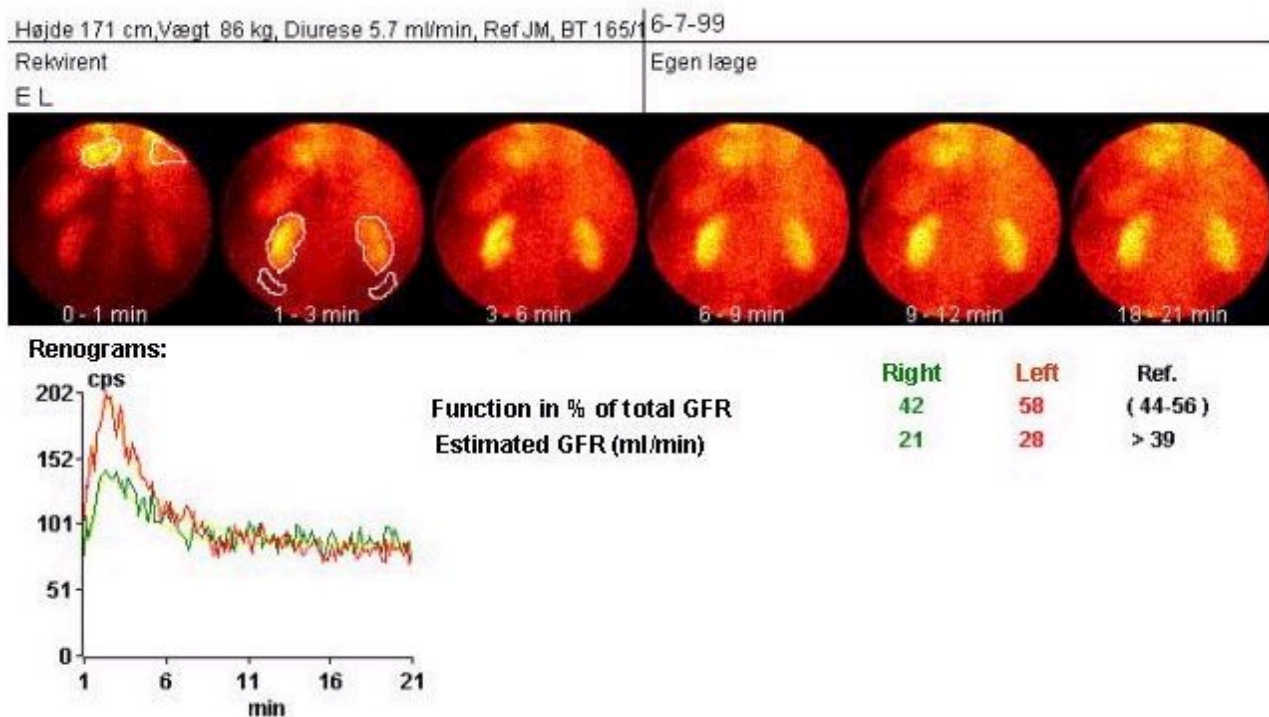 Højde 171 cm,Vægt 86 kg, Diurese 5.7 ml/min, Ref JM, BT 165/1
6-7-99
Rekvirent
Egen læge
E L
0 - 1 min
1 - 3 min
3 - 6 min
6 - 9 min
9 - 12 min
18 - 21 min
Renograms:
cps
202
152
101
51
0
1 6 11 16 21
min
Right Left Ref.
Function in % of total GFR 42 58 ( 44-56 )
Estimated GFR (ml/min) 21 28 > 39